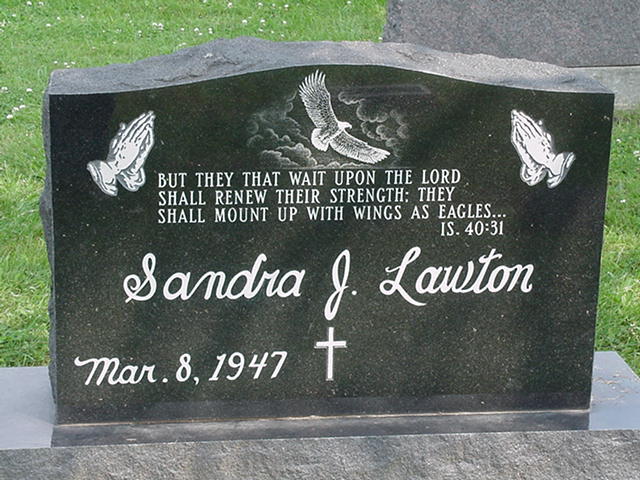 BUT THEY THAT WAIT UPON THE LORD
SHALL RENEW THEIR STRENGTH; THEY
SHALL MOUNT UP WITH WINGS AS EAGLES...
IS. 40:31
Sandra J. Lawton
Mar. 8, 1947